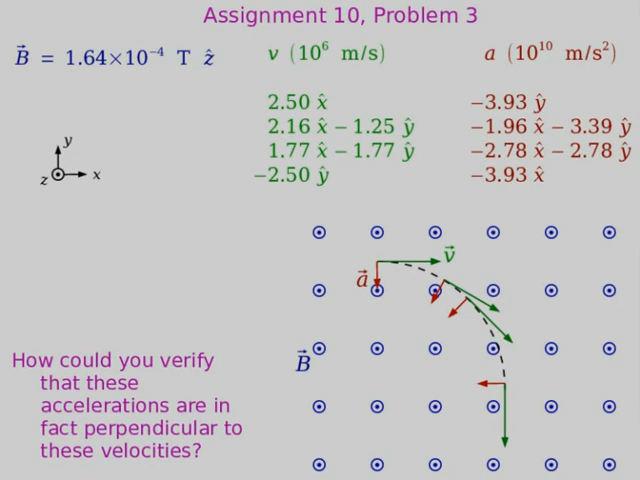 Assignment 10, Problem 3
B⃗ = 1.64×10⁻⁴ T ẑ
v (10⁶ m/s)
a (10¹⁰ m/s²)
2.50 x̂
−3.93 ŷ
2.16 x̂ − 1.25 ŷ
−1.96 x̂ − 3.39 ŷ
1.77 x̂ − 1.77 ŷ
−2.78 x̂ − 2.78 ŷ
−2.50 ŷ
−3.93 x̂
y
z
x
v⃗
a⃗
B⃗
How could you verify
that these
accelerations are in
fact perpendicular to
these velocities?